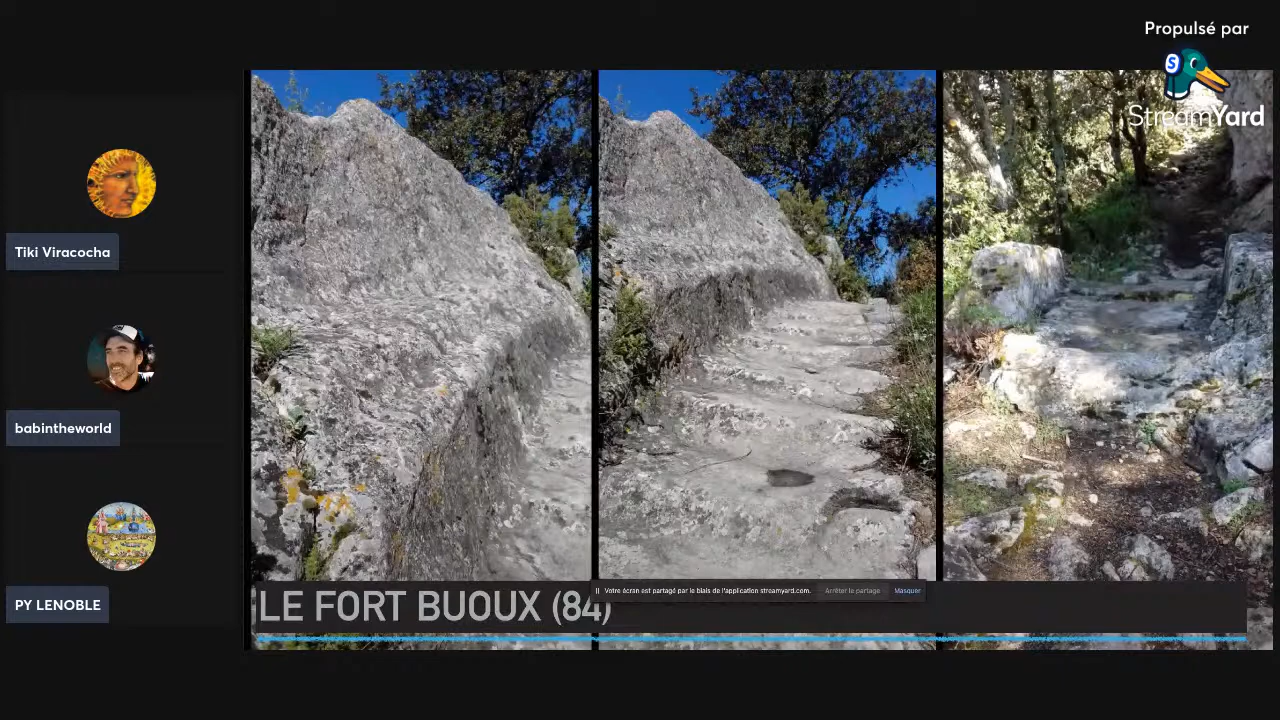 Propulsé par
StreamYard
Tiki Viracocha
babintheworld
PY LENOBLE
LE FORT BUOUX (84)
Votre écran est partagé par le biais de l'application streamyard.com. Arrêter le partage Masquer